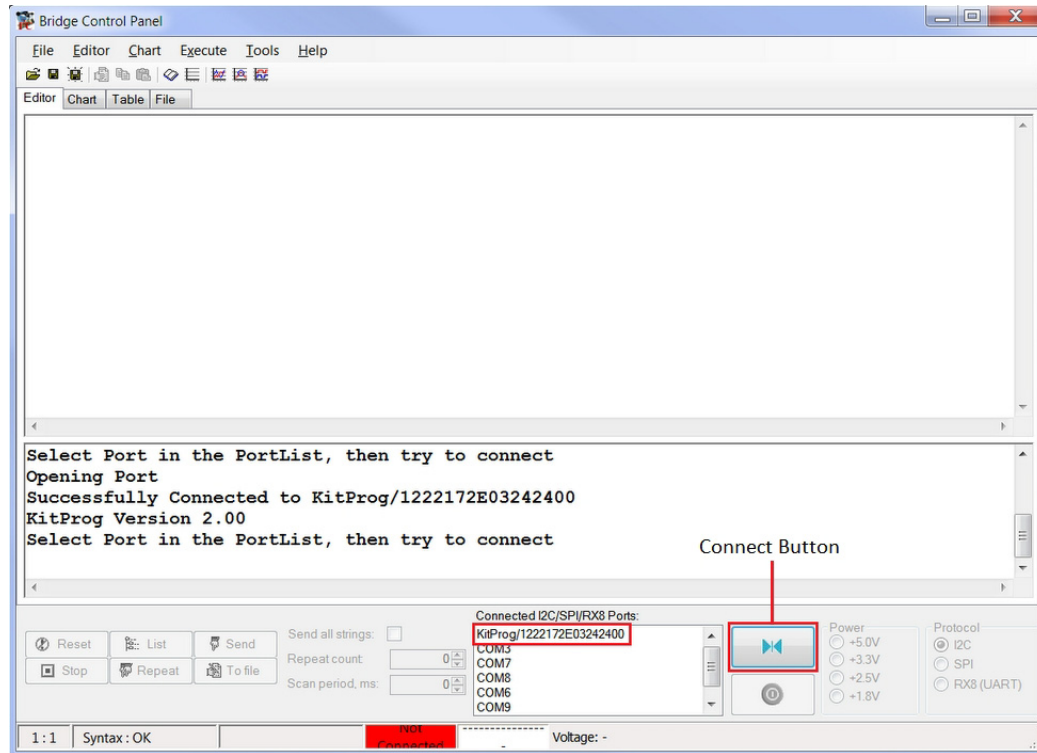 Bridge Control Panel
File Editor Chart Execute Tools Help
Editor Chart Table File
Select Port in the PortList, then try to connect
Opening Port
Successfully Connected to KitProg/1222172E03242400
KitProg Version 2.00
Select Port in the PortList, then try to connect
Connect Button
Connected I2C/SPI/RX8 Ports:
KitProg/1222172E03242400
COM3
COM7
COM8
COM6
COM9
Reset List Send
Stop Repeat To file
Send all strings:
Repeat count: 0
Scan period, ms: 0
Power
+5.0V
+3.3V
+2.5V
+1.8V
Protocol
I2C
SPI
RX8 (UART)
1:1 Syntax : OK Not Connected Voltage: -